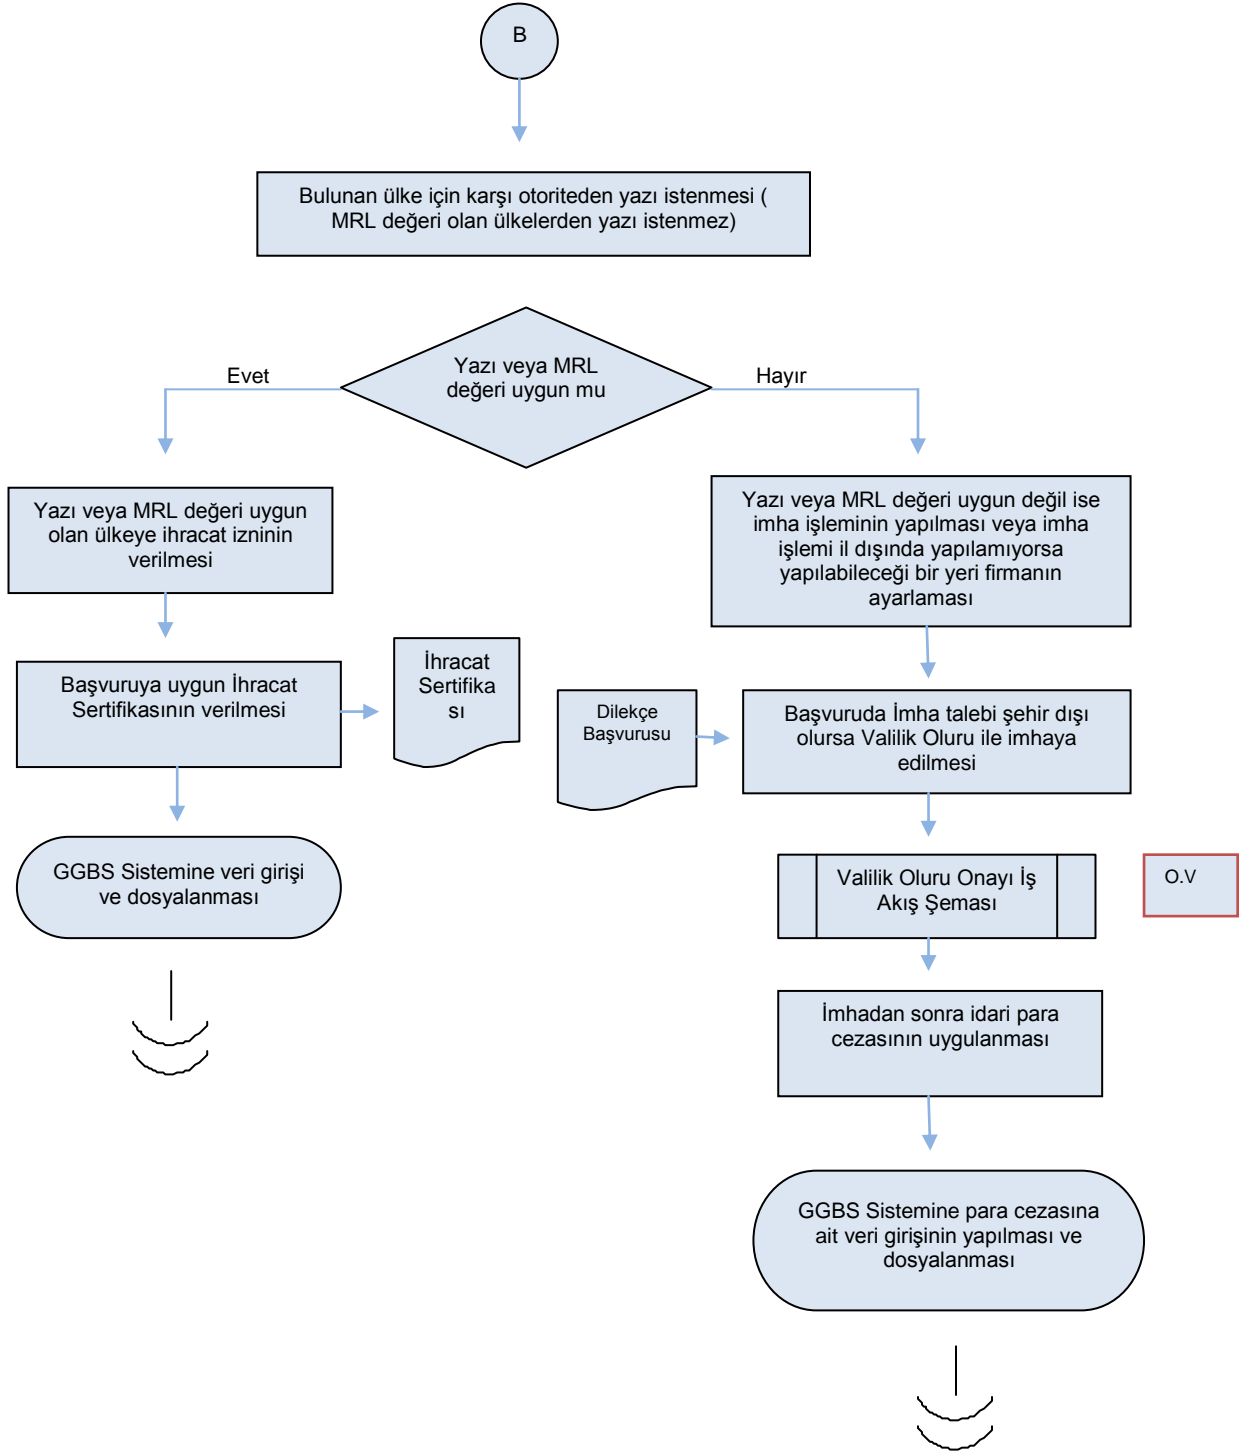 B
Bulunan ülke için karşı otoriteden yazı istenmesi (
MRL değeri olan ülkelerden yazı istenmez)
Yazı veya MRL
değeri uygun mu
Evet
Hayır
Yazı veya MRL değeri uygun
olan ülkeye ihracat izninin
verilmesi
Yazı veya MRL değeri uygun değil ise
imha işleminin yapılması veya imha
işlemi il dışında yapılamıyorsa
yapılabileceği bir yeri firmanın
ayarlaması
Başvuruya uygun İhracat
Sertifikasının verilmesi
İhracat
Sertifika
sı
Dilekçe
Başvurusu
Başvuruda İmha talebi şehir dışı
olursa Valilik Oluru ile imhaya
edilmesi
GGBS Sistemine veri girişi
ve dosyalanması
Valilik Oluru Onayı İş
Akış Şeması
O.V
İmhadan sonra idari para
cezasının uygulanması
GGBS Sistemine para cezasına
ait veri girişinin yapılması ve
dosyalanması